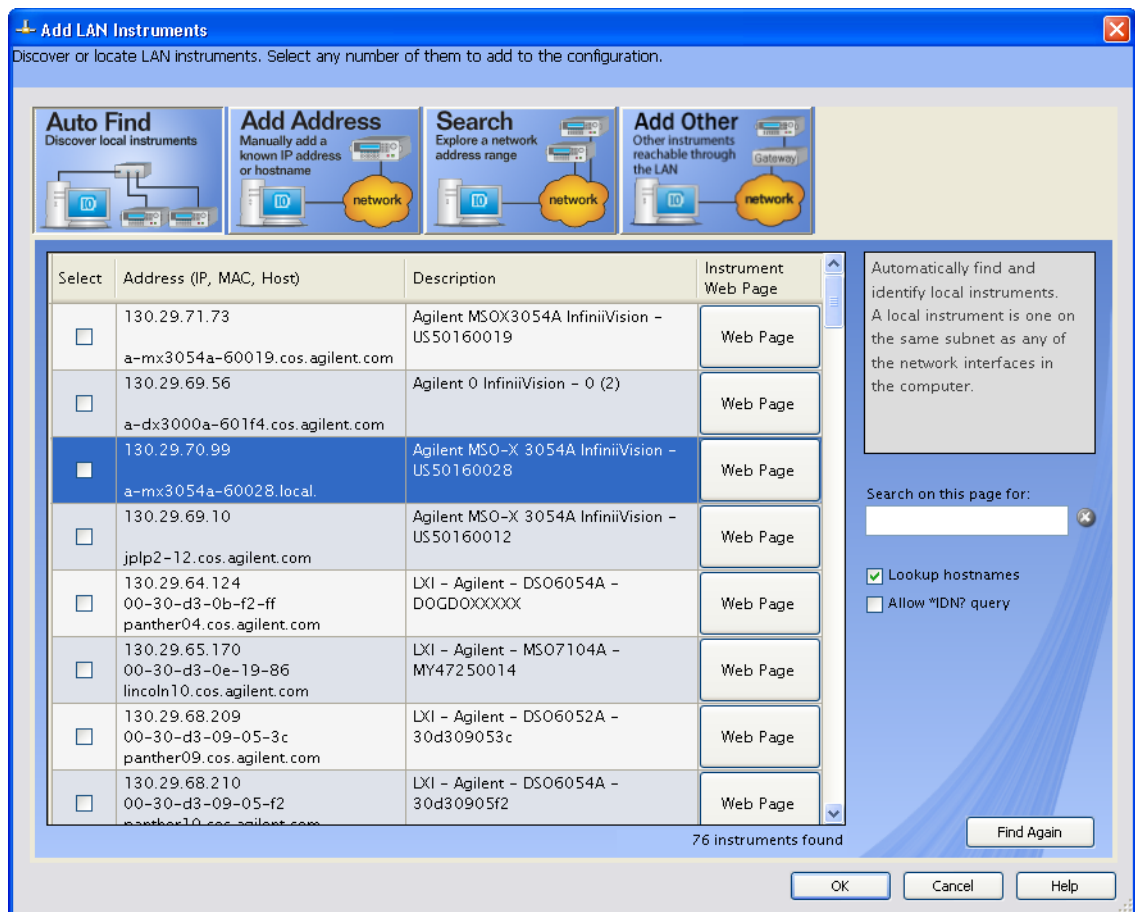 Add LAN Instruments
Discover or locate LAN instruments. Select any number of them to add to the configuration.
Auto Find
Discover local instruments
IO
Add Address
Manually add a
known IP address
or hostname
IO
network
Search
Explore a network
address range
IO
network
Add Other
Other instruments
reachable through
the LAN
Gateway
IO
network
Select
Address (IP, MAC, Host)
Description
Instrument
Web Page
130.29.71.73
a-mx3054a-60019.cos.agilent.com
Agilent MSOX3054A InfiniiVision -
US50160019
Web Page
130.29.69.56
a-dx3000a-601f4.cos.agilent.com
Agilent 0 InfiniiVision - 0 (2)
Web Page
130.29.70.99
a-mx3054a-60028.local.
Agilent MSO-X 3054A InfiniiVision -
US50160028
Web Page
130.29.69.10
jplp2-12.cos.agilent.com
Agilent MSO-X 3054A InfiniiVision -
US50160012
Web Page
130.29.64.124
00-30-d3-0b-f2-ff
panther04.cos.agilent.com
LXI - Agilent - DSO6054A -
DOGDOXXXXX
Web Page
130.29.65.170
00-30-d3-0e-19-86
lincoln10.cos.agilent.com
LXI - Agilent - MSO7104A -
MY47250014
Web Page
130.29.68.209
00-30-d3-09-05-3c
panther09.cos.agilent.com
LXI - Agilent - DSO6052A -
30d309053c
Web Page
130.29.68.210
00-30-d3-09-05-f2
panther10.cos.agilent.com
LXI - Agilent - DSO6054A -
30d30905f2
Web Page
76 instruments found
Automatically find and
identify local instruments.
A local instrument is one on
the same subnet as any of
the network interfaces in
the computer.
Search on this page for:
Lookup hostnames
Allow *IDN? query
Find Again
OK
Cancel
Help